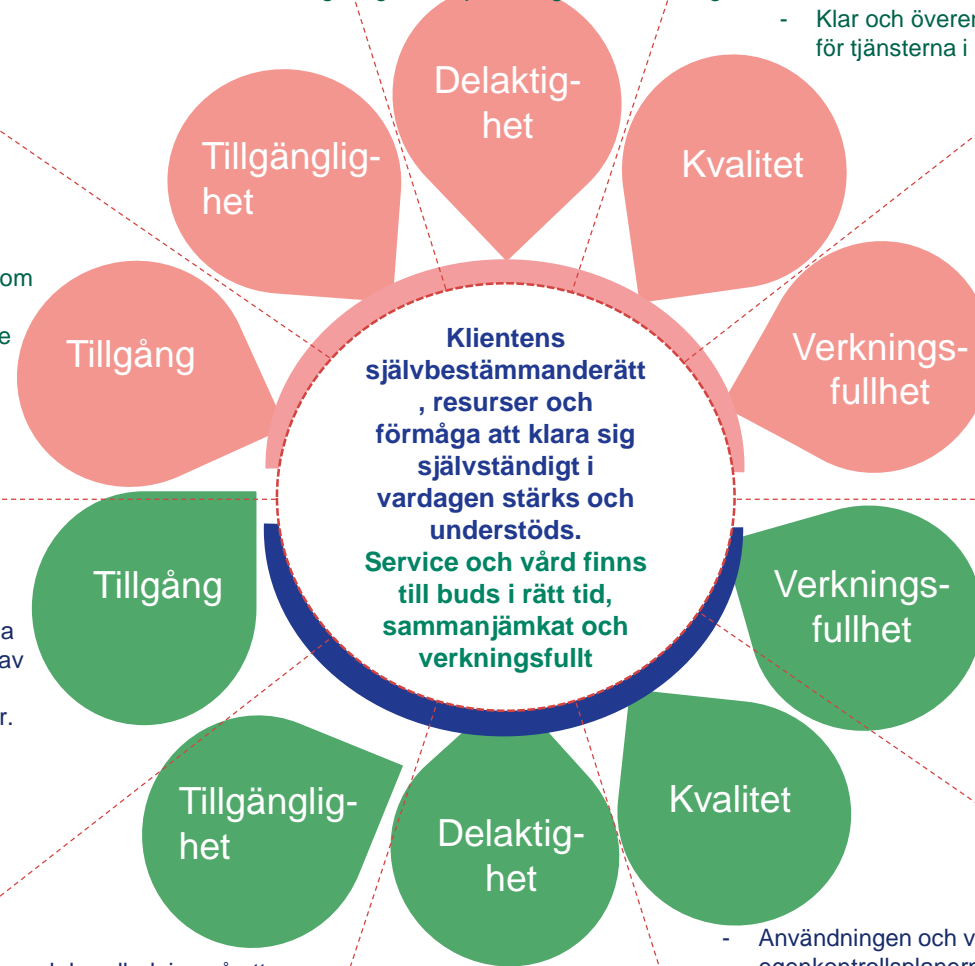 - Klar och överen
för tjänsterna i
Delaktig-
het
Tillgänglig-
het
Kvalitet
om
e
Tillgång
Verknings-
fullhet
Klientens
självbestämmanderätt
, resurser och
förmåga att klara sig
självständigt i
vardagen stärks och
understöds.
Service och vård finns
till buds i rätt tid,
sammanjämkat och
verkningsfullt
Tillgång
Verknings-
fullhet
a
av
r.
Tillgänglig-
het
Delaktig-
het
Kvalitet
- Användningen och v